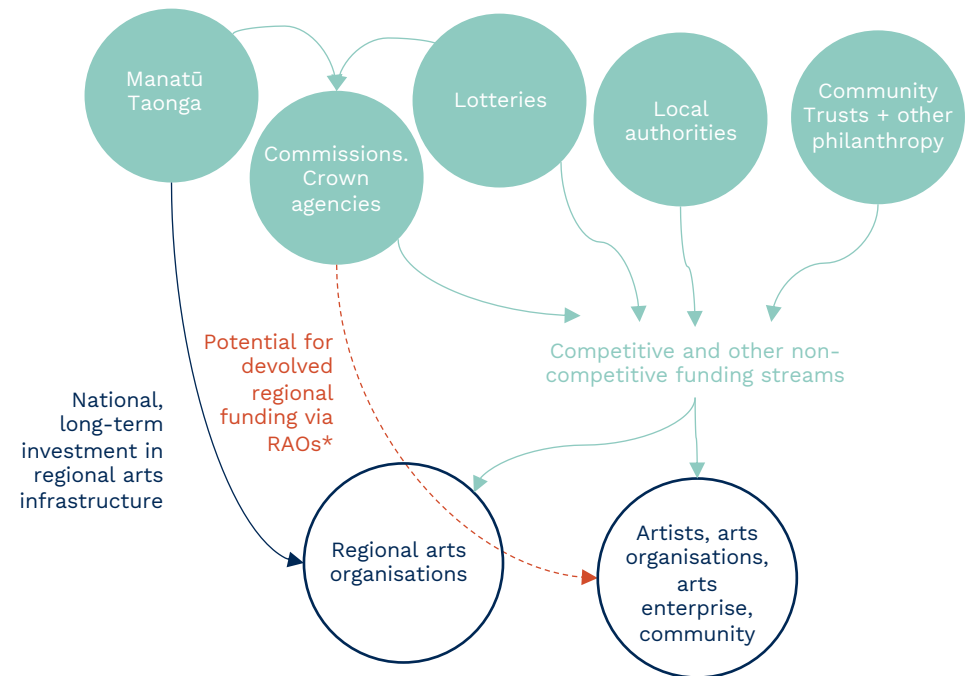 Manatū
Taonga
Lotteries
Local
authorities
Community
Trusts + other
philanthropy
Commissions.
Crown
agencies
Potential for
devolved
regional
funding via
RAOs*
Competitive and other non-
competitive funding streams
National,
long-term
investment in
regional arts
infrastructure
Regional arts
organisations
Artists, arts
organisations,
arts
enterprise,
community